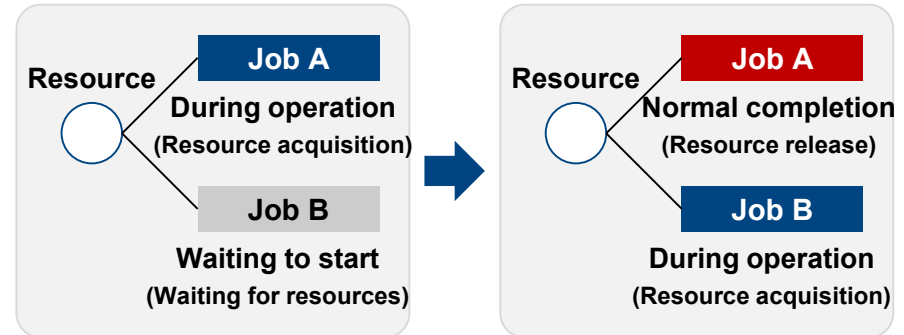 Resource
Job A
During operation
(Resource acquisition)
Job B
Waiting to start
(Waiting for resources)
Resource
Job A
Normal completion
(Resource release)
Job B
During operation
(Resource acquisition)